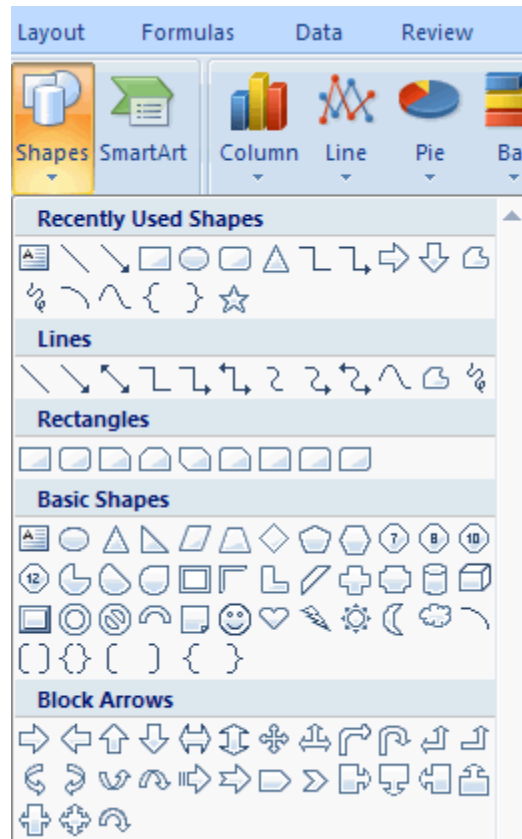 Layout Formulas Data Review
Shapes SmartArt Column Line Pie Ba
Recently Used Shapes
A
Lines
Rectangles
Basic Shapes
A 7 8 10
12
Block Arrows